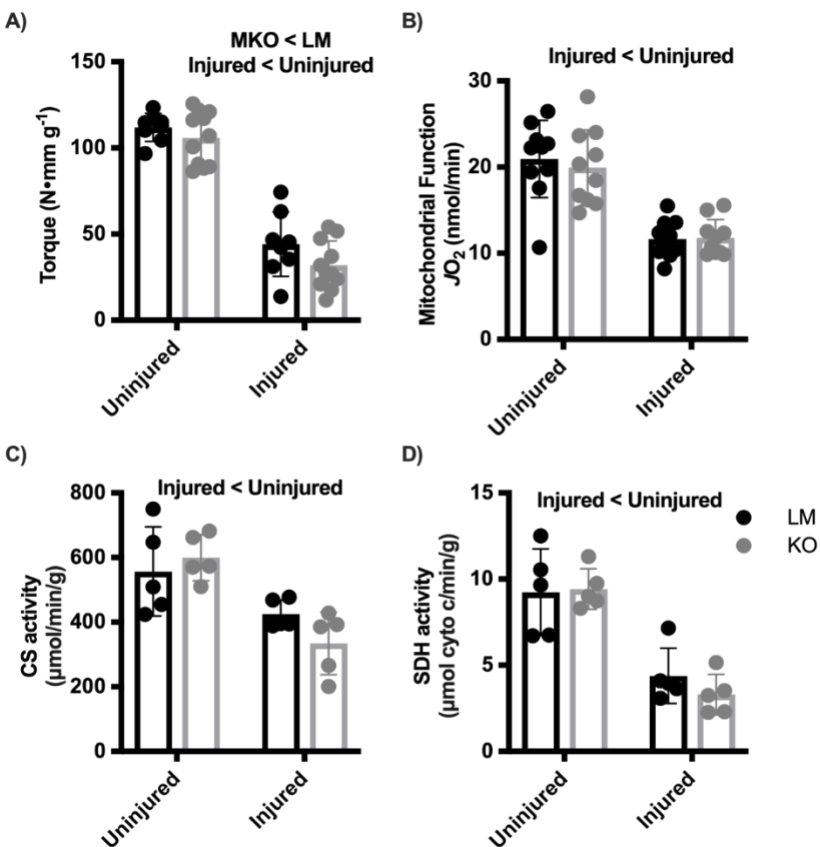 A)
MKO < LM
Injured < Uninjured
150
100
50
0
Torque (N•mm g-1)
Uninjured
Injured
B)
Injured < Uninjured
30
20
10
0
Mitochondrial Function
JO2 (nmol/min)
Uninjured
Injured
C)
Injured < Uninjured
800
600
400
200
0
CS activity
(μmol/min/g)
Uninjured
Injured
D)
Injured < Uninjured
15
10
5
0
SDH activity
(μmol cyto c/min/g)
Uninjured
Injured
LM
KO